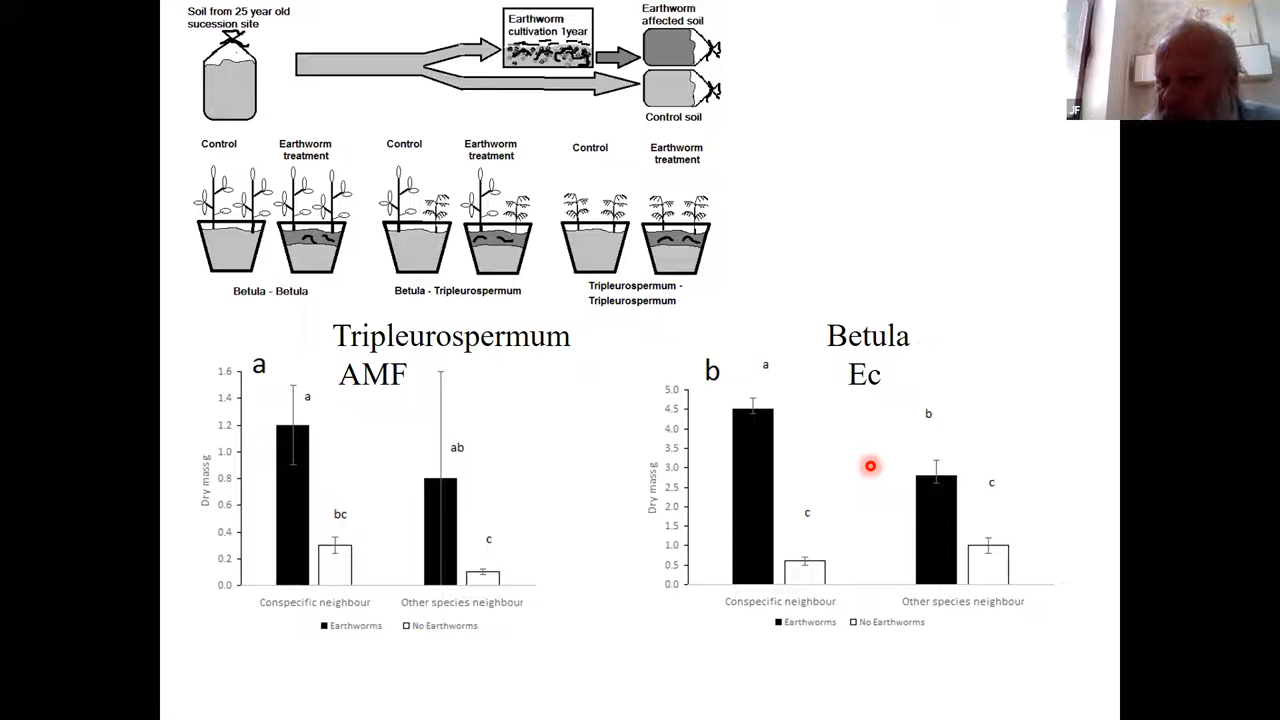 Soil from 25 year old
sucession site
Earthworm
cultivation 1year
Earthworm
affected soil
Control soil
JF
Control
Earthworm
treatment
Control
Earthworm
treatment
Control
Earthworm
treatment
Betula - Betula
Betula - Tripleurospermum
Tripleurospermum -
Tripleurospermum
Tripleurospermum
AMF
a
1.6
1.4
1.2
1.0
0.8
0.6
0.4
0.2
0.0
Dry mass g
a
bc
ab
c
Conspecific neighbour
Other species neighbour
Earthworms
No Earthworms
Betula
Ec
b
5.0
4.5
4.0
3.5
3.0
2.5
2.0
1.5
1.0
0.5
0.0
Dry mass g
a
c
b
c
Conspecific neighbour
Other species neighbour
Earthworms
No Earthworms